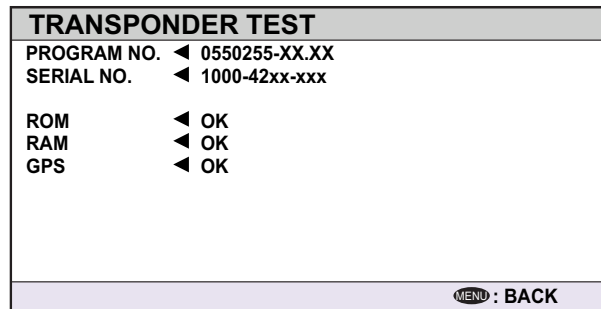 TRANSPONDER TEST
PROGRAM NO. ◄ 0550255-XX.XX
SERIAL NO. ◄ 1000-42xx-xxx
ROM ◄ OK
RAM ◄ OK
GPS ◄ OK
MENU : BACK